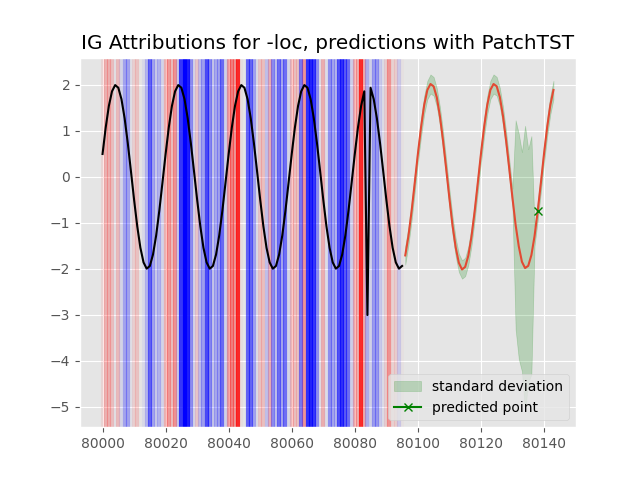 IG Attributions for -loc, predictions with PatchTST
2
1
0
−1
−2
−3
−4
−5
standard deviation
predicted point
80000 80020 80040 80060 80080 80100 80120 80140